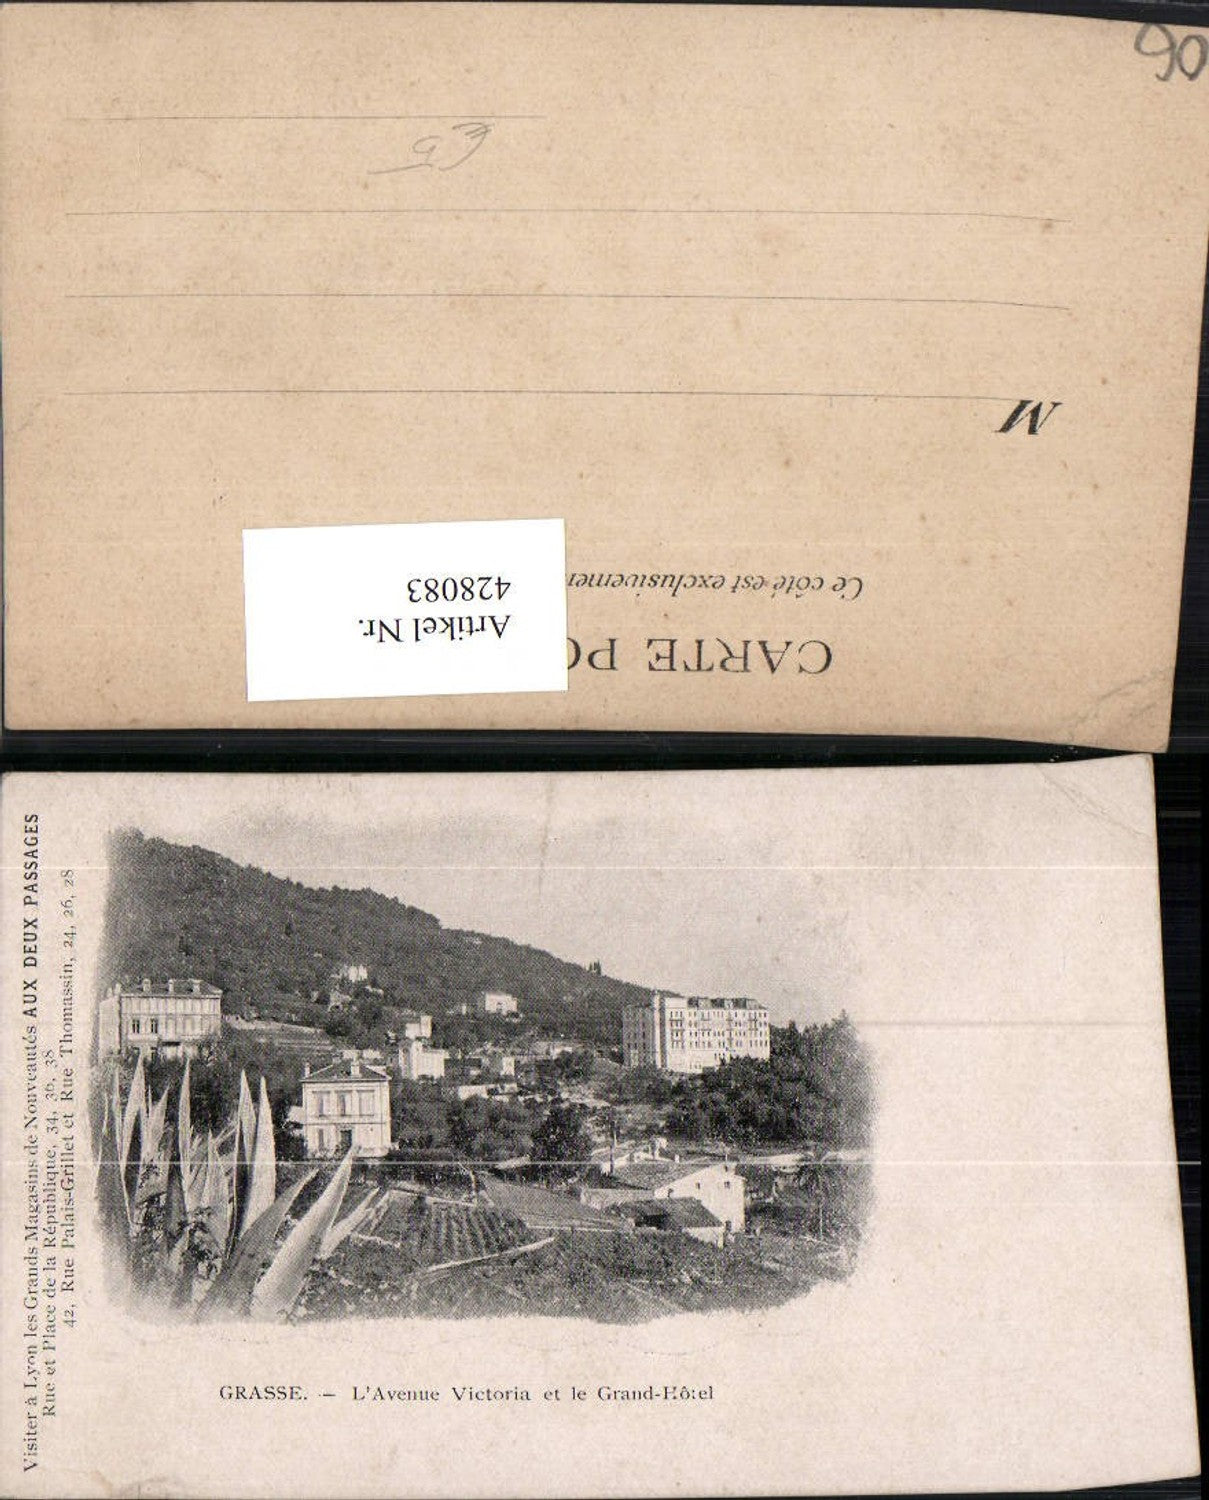 90
CARTE PO
Ce côté est exclusivemen
M
Artikel Nr.
428083
Visiter à Lyon les Grands Magasins de Nouveautés AUX DEUX PASSAGES
Rue et Place de la République, 34, 36, 38
42, Rue Palais-Grillet et Rue Thomassin, 24, 26, 28
GRASSE. — L'Avenue Victoria et le Grand-Hôtel